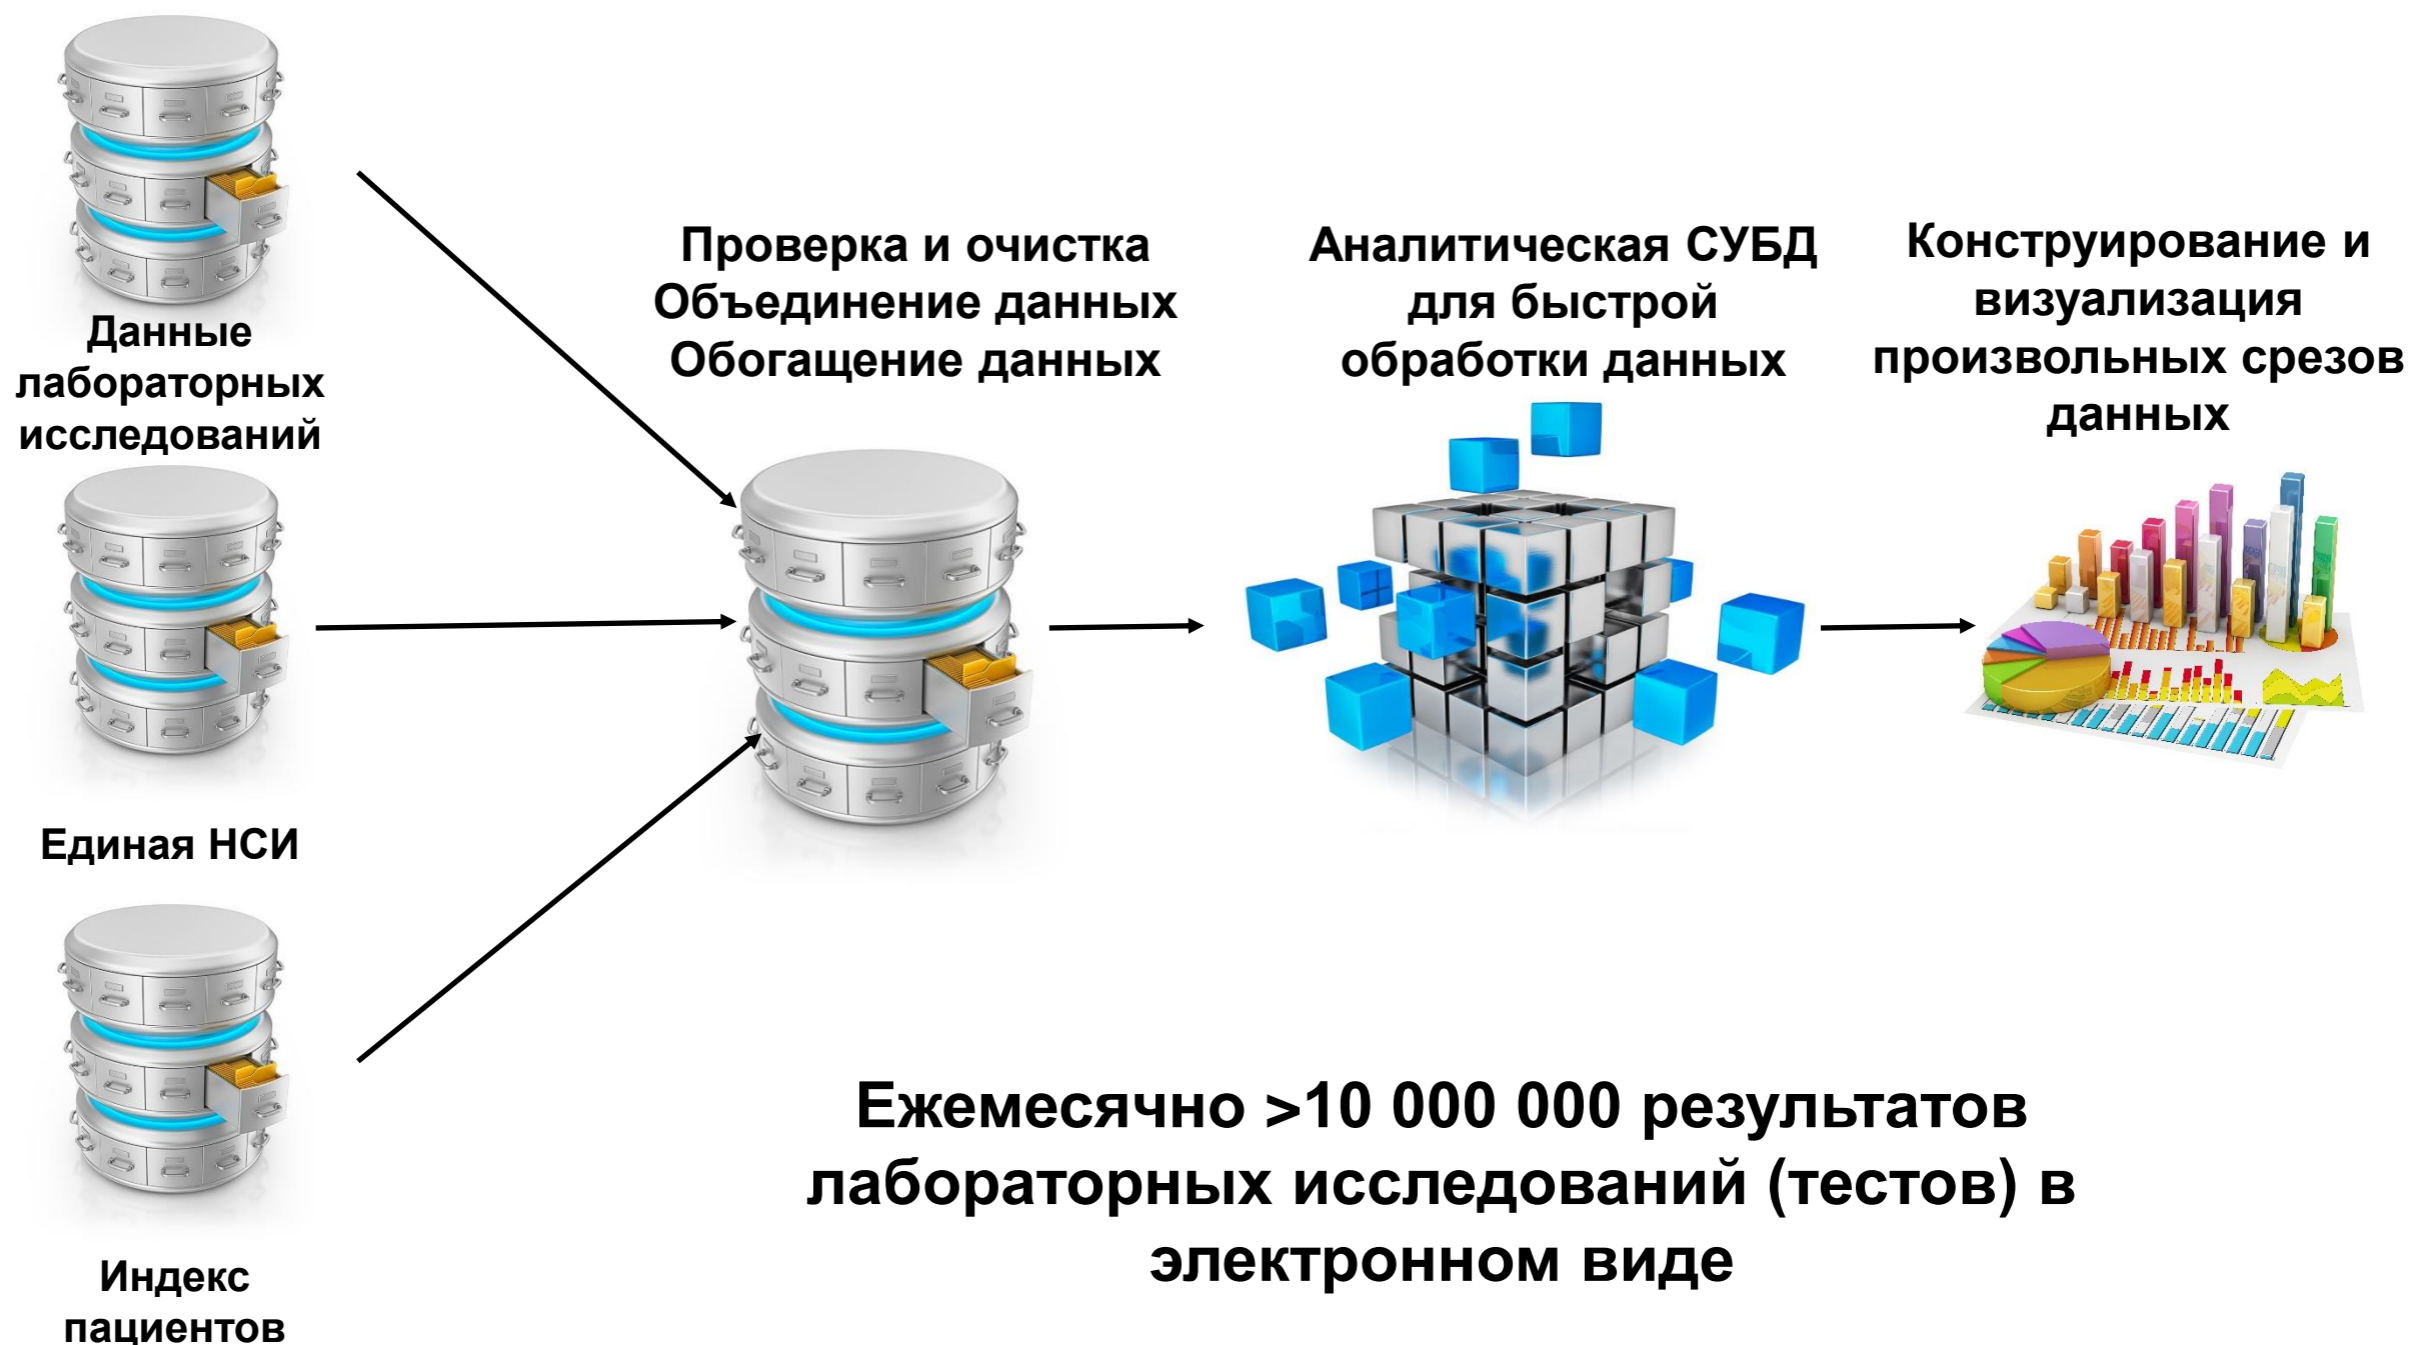 Данные
лабораторных
исследований
Единая НСИ
Индекс
пациентов
Проверка и очистка
Объединение данных
Обогащение данных
Аналитическая СУБД
для быстрой
обработки данных
Конструирование и
визуализация
произвольных срезов
данных
Ежемесячно >10 000 000 результатов
лабораторных исследований (тестов) в
электронном виде